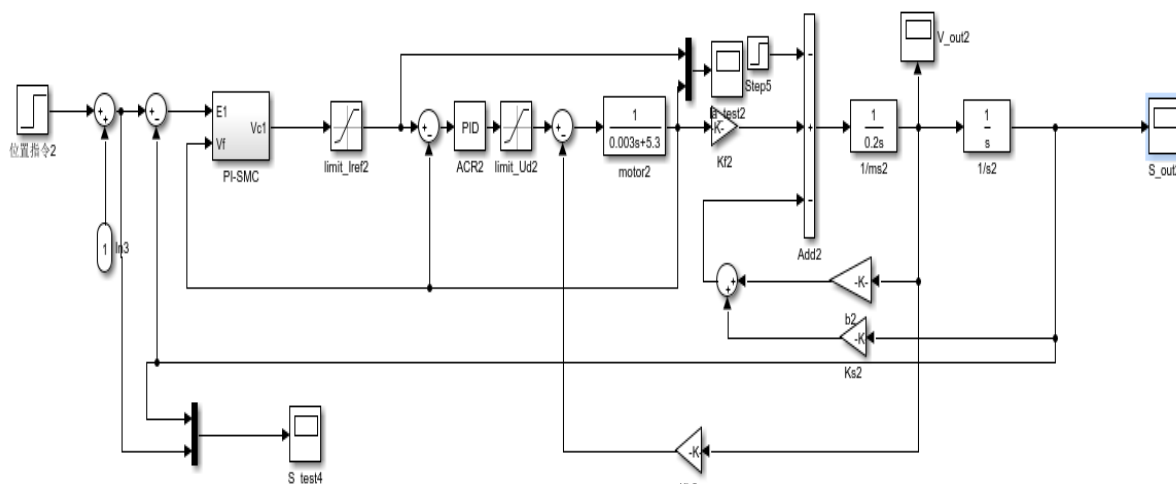 V_out2
Step5
Is_test2
位置指令2
E1
Vf
Vc1
PI-SMC
limit_Iref2
PID
ACR2
limit_Ud2
1
0.003s+5.3
motor2
K-
Kf2
1
0.2s
1/ms2
1
s
1/s2
S_out
Add2
1
In3
-K-
b2
-K
Ks2
-K-
S_test4